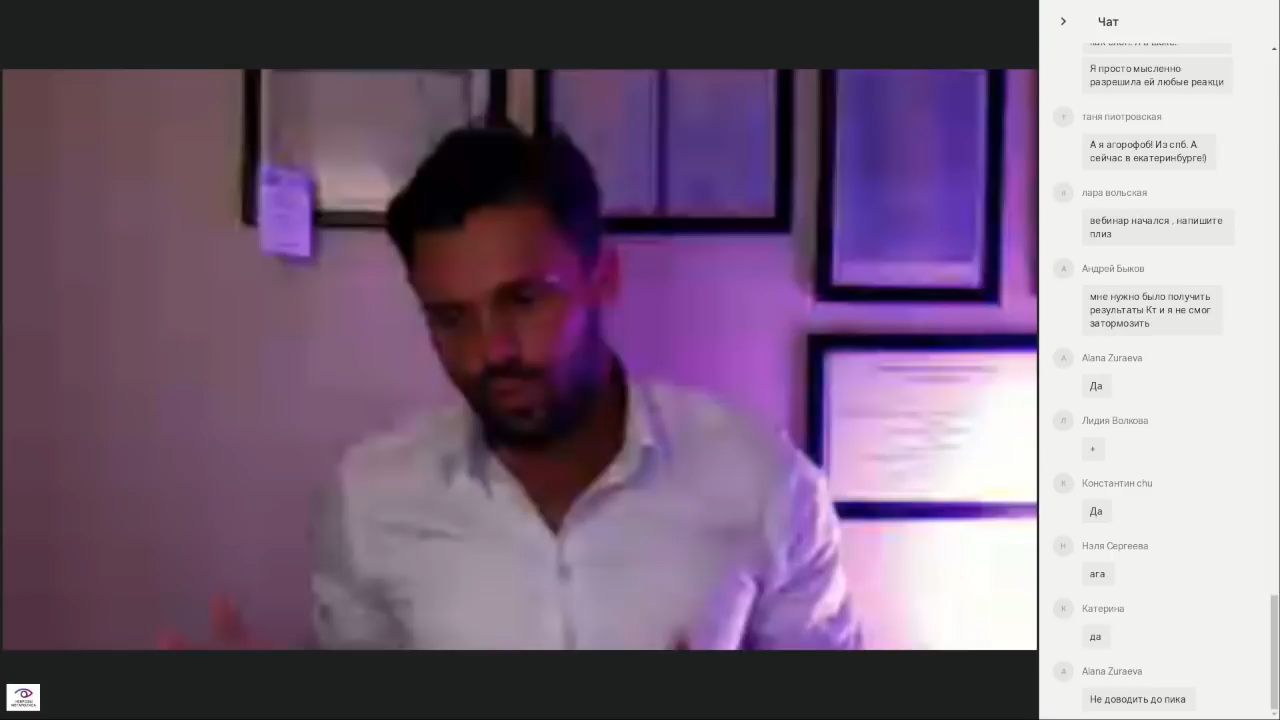 Чат
Я просто мысленно
разрешила ей любые реакци
таня пиотровская
А я агорофоб! Из спб. А
сейчас в екатеринбурге!)
лара вольская
вебинар начался , напишите
плиз
А
Андрей Быков
мне нужно было получить
результаты Кт и я не смог
затормозить
A
Alana Zuraeva
Да
Л
Лидия Волкова
+
К
Константин chu
Да
Н
Нэля Сергеева
ага
К
Катерина
да
A
Alana Zuraeva
Не доводить до пика